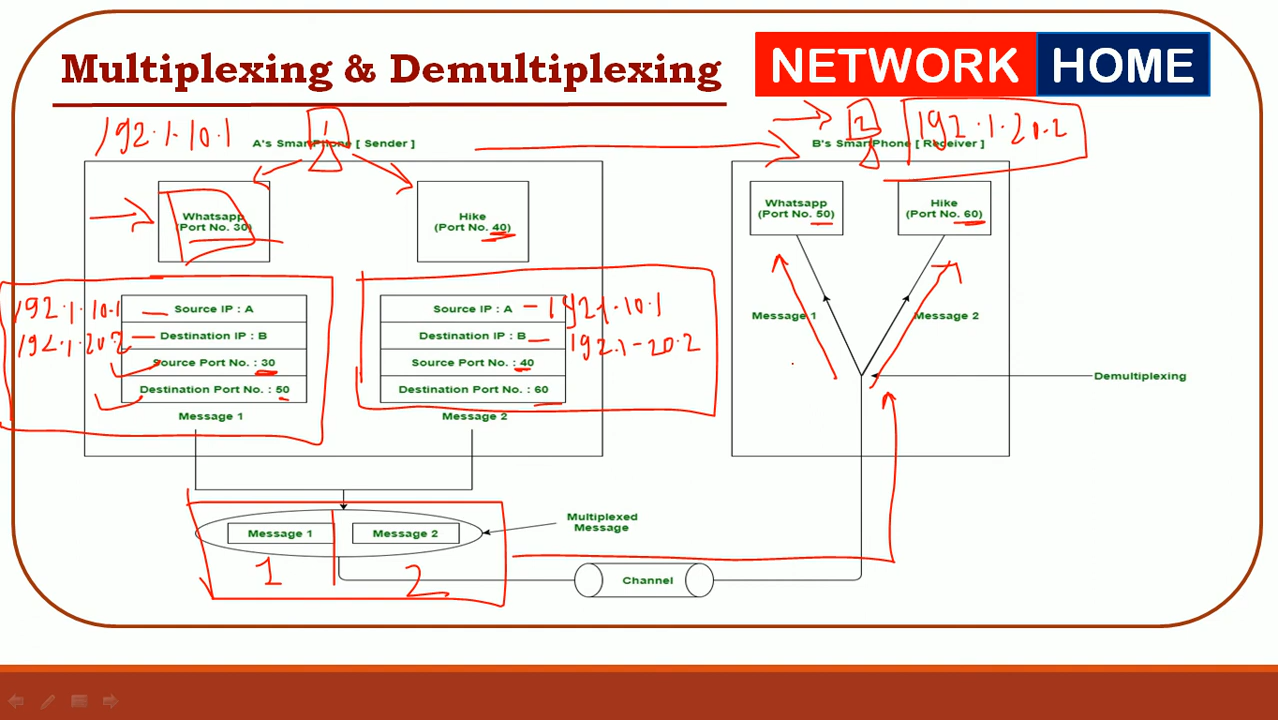 Multiplexing & Demultiplexing
NETWORK HOME
192.1.10.1
1
A's SmartPhone [ Sender ]
2
192.1.20.2
B's SmartPhone [ Receiver ]
Whatsapp
(Port No. 30)
Hike
(Port No. 40)
Whatsapp
(Port No. 50)
Hike
(Port No. 60)
192.1.10.1
Source IP : A
192.1.20.2
Destination IP : B
Source Port No. : 30
Destination Port No. : 50
Message 1
Source IP : A - 192.1.10.1
Destination IP : B - 192.1-20.2
Source Port No. : 40
Destination Port No. : 60
Message 2
Message 1
Message 2
Demultiplexing
Message 1
Message 2
1
2
Multiplexed
Message
Channel